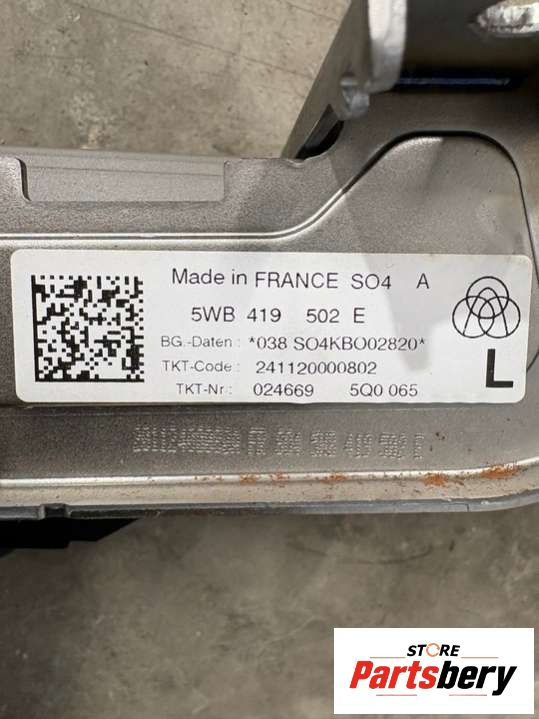 Made in FRANCE SO4 A
5WB 419 502 E
BG.-Daten : *038 SO4KBO02820*
TKT-Code : 241120000802
TKT-Nr : 024669 5Q0 065
L
STORE
Partsbery